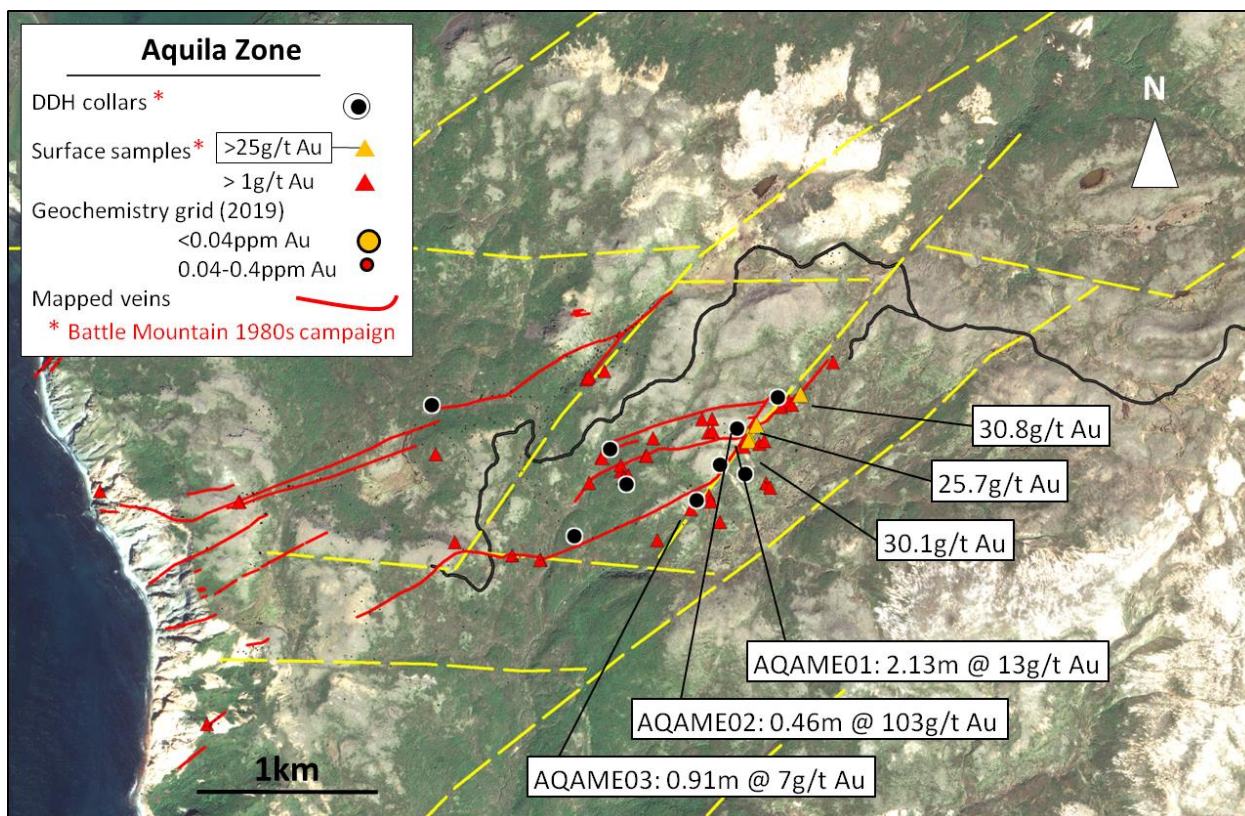 Aquila Zone
DDH collars *
Surface samples* >25g/t Au
> 1g/t Au
Geochemistry grid (2019)
<0.04ppm Au
0.04-0.4ppm Au
Mapped veins
* Battle Mountain 1980s campaign
N
30.8g/t Au
25.7g/t Au
30.1g/t Au
AQAME01: 2.13m @ 13g/t Au
AQAME02: 0.46m @ 103g/t Au
AQAME03: 0.91m @ 7g/t Au
1km